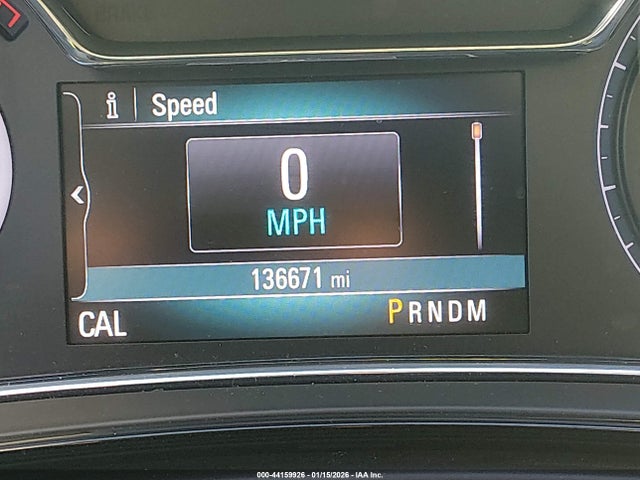 i Speed
0
MPH
136671 mi
CAL
PRNDM
000-44159926 - 01/15/2026 - IAA Inc.